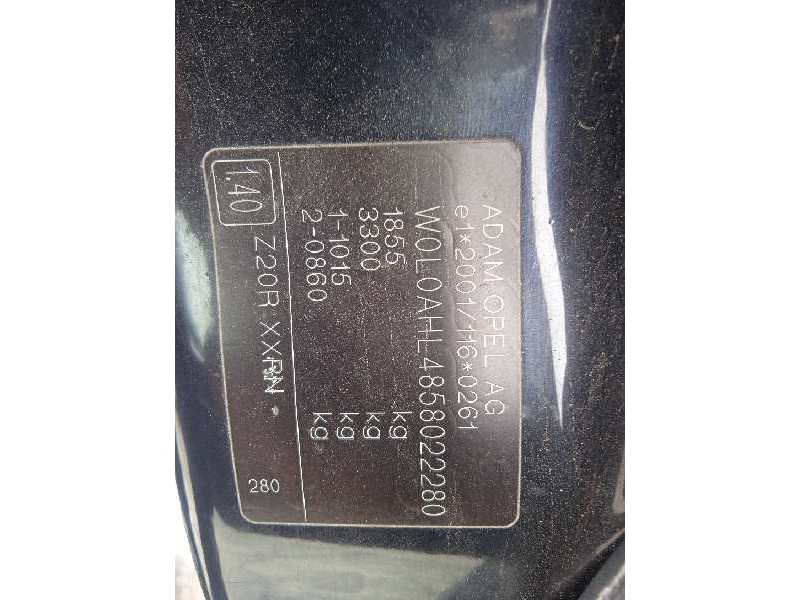 ADAM OPEL AG
e1*2001/116*0261
W0L0AHL4858022280
1855 kg
3300 kg
1-1015 kg
2-0860 kg
1.40 Z20R XXRN
280